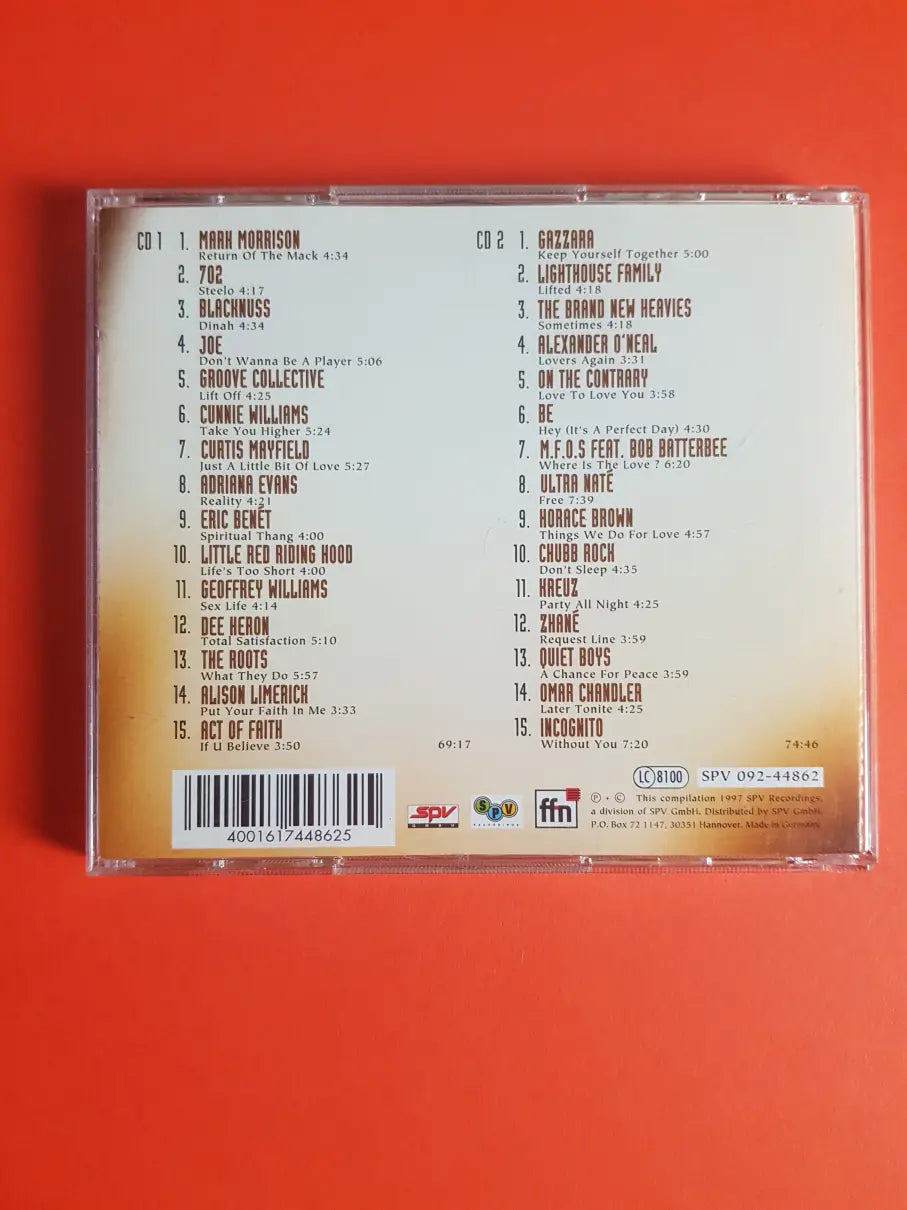 CD 1 1. MARK MORRISON
Return Of The Mack 4:34
2. 702
Steelo 4:17
3. BLACKNUSS
Dinah 4:34
4. JOE
Don't Wanna Be A Player 5:06
5. GROOVE COLLECTIVE
Lift Off 4:25
6. CUNNIE WILLIAMS
Take You Higher 5:24
7. CURTIS MAYFIELD
Just A Little Bit Of Love 5:27
8. ADRIANA EVANS
Reality 4:21
9. ERIC BENÉT
Spiritual Thang 4:00
10. LITTLE RED RIDING HOOD
Life's Too Short 4:00
11. GEOFFREY WILLIAMS
Sex Life 4:14
12. DEE HERON
Total Satisfaction 5:10
13. THE ROOTS
What They Do 5:57
14. ALISON LIMERICK
Put Your Faith In Me 3:33
15. ACT OF FAITH
If U Believe 3:50
69:17
CD 2 1. GAZZARA
Keep Yourself Together 5:00
2. LIGHTHOUSE FAMILY
Lifted 4:18
3. THE BRAND NEW HEAVIES
Sometimes 4:18
4. ALEXANDER O'NEAL
Lovers Again 3:31
5. ON THE CONTRARY
Love To Love You 3:58
6. BE
Hey (It's A Perfect Day) 4:30
7. M.F.O.S FEAT. BOB BATTERBEE
Where Is The Love ? 6:20
8. ULTRA NATÉ
Free 7:39
9. HORACE BROWN
Things We Do For Love 4:57
10. CHUBB ROCK
Don't Sleep 4:35
11. KREUZ
Party All Night 4:25
12. ZHANÉ
Request Line 3:59
13. QUIET BOYS
A Chance For Peace 3:59
14. OMAR CHANDLER
Later Tonite 4:25
15. INCOGNITO
Without You 7:20
74:46
4001617448625
SPV
GMBH
SPV
RECORDINGS
ffn
LC 8100
SPV 092-44862
℗ + © This compilation 1997 SPV Recordings,
a division of SPV GmbH. Distributed by SPV GmbH.
P.O. Box 72 1147, 30351 Hannover. Made in Germany